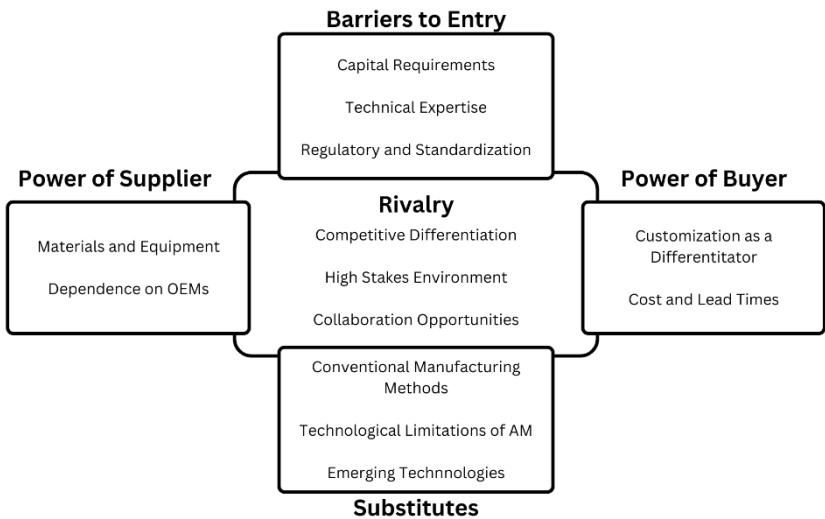 Barriers to Entry
Capital Requirements
Technical Expertise
Regulatory and Standardization
Power of Supplier
Materials and Equipment
Dependence on OEMs
Rivalry
Competitive Differentiation
High Stakes Environment
Collaboration Opportunities
Power of Buyer
Customization as a
Differentitator
Cost and Lead Times
Conventional Manufacturing
Methods
Technological Limitations of AM
Emerging Technnologies
Substitutes